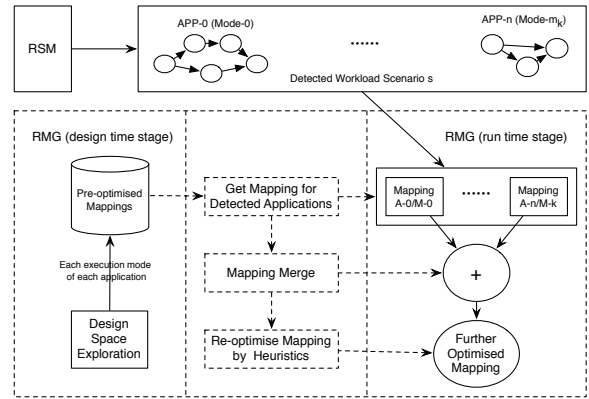 APP-0 (Mode-0)
APP-n (Mode-mk)
RSM
......
Detected Workload Scenario s
RMG (design time stage)
RMG (run time stage)
Pre-optimised
Mappings
Get Mapping for
Detected Applications
Mapping
A-0/M-0
......
Mapping
A-n/M-k
Each execution mode
of each application
Mapping Merge
+
Design
Space
Exploration
Re-optimise Mapping
by Heuristics
Further
Optimised
Mapping